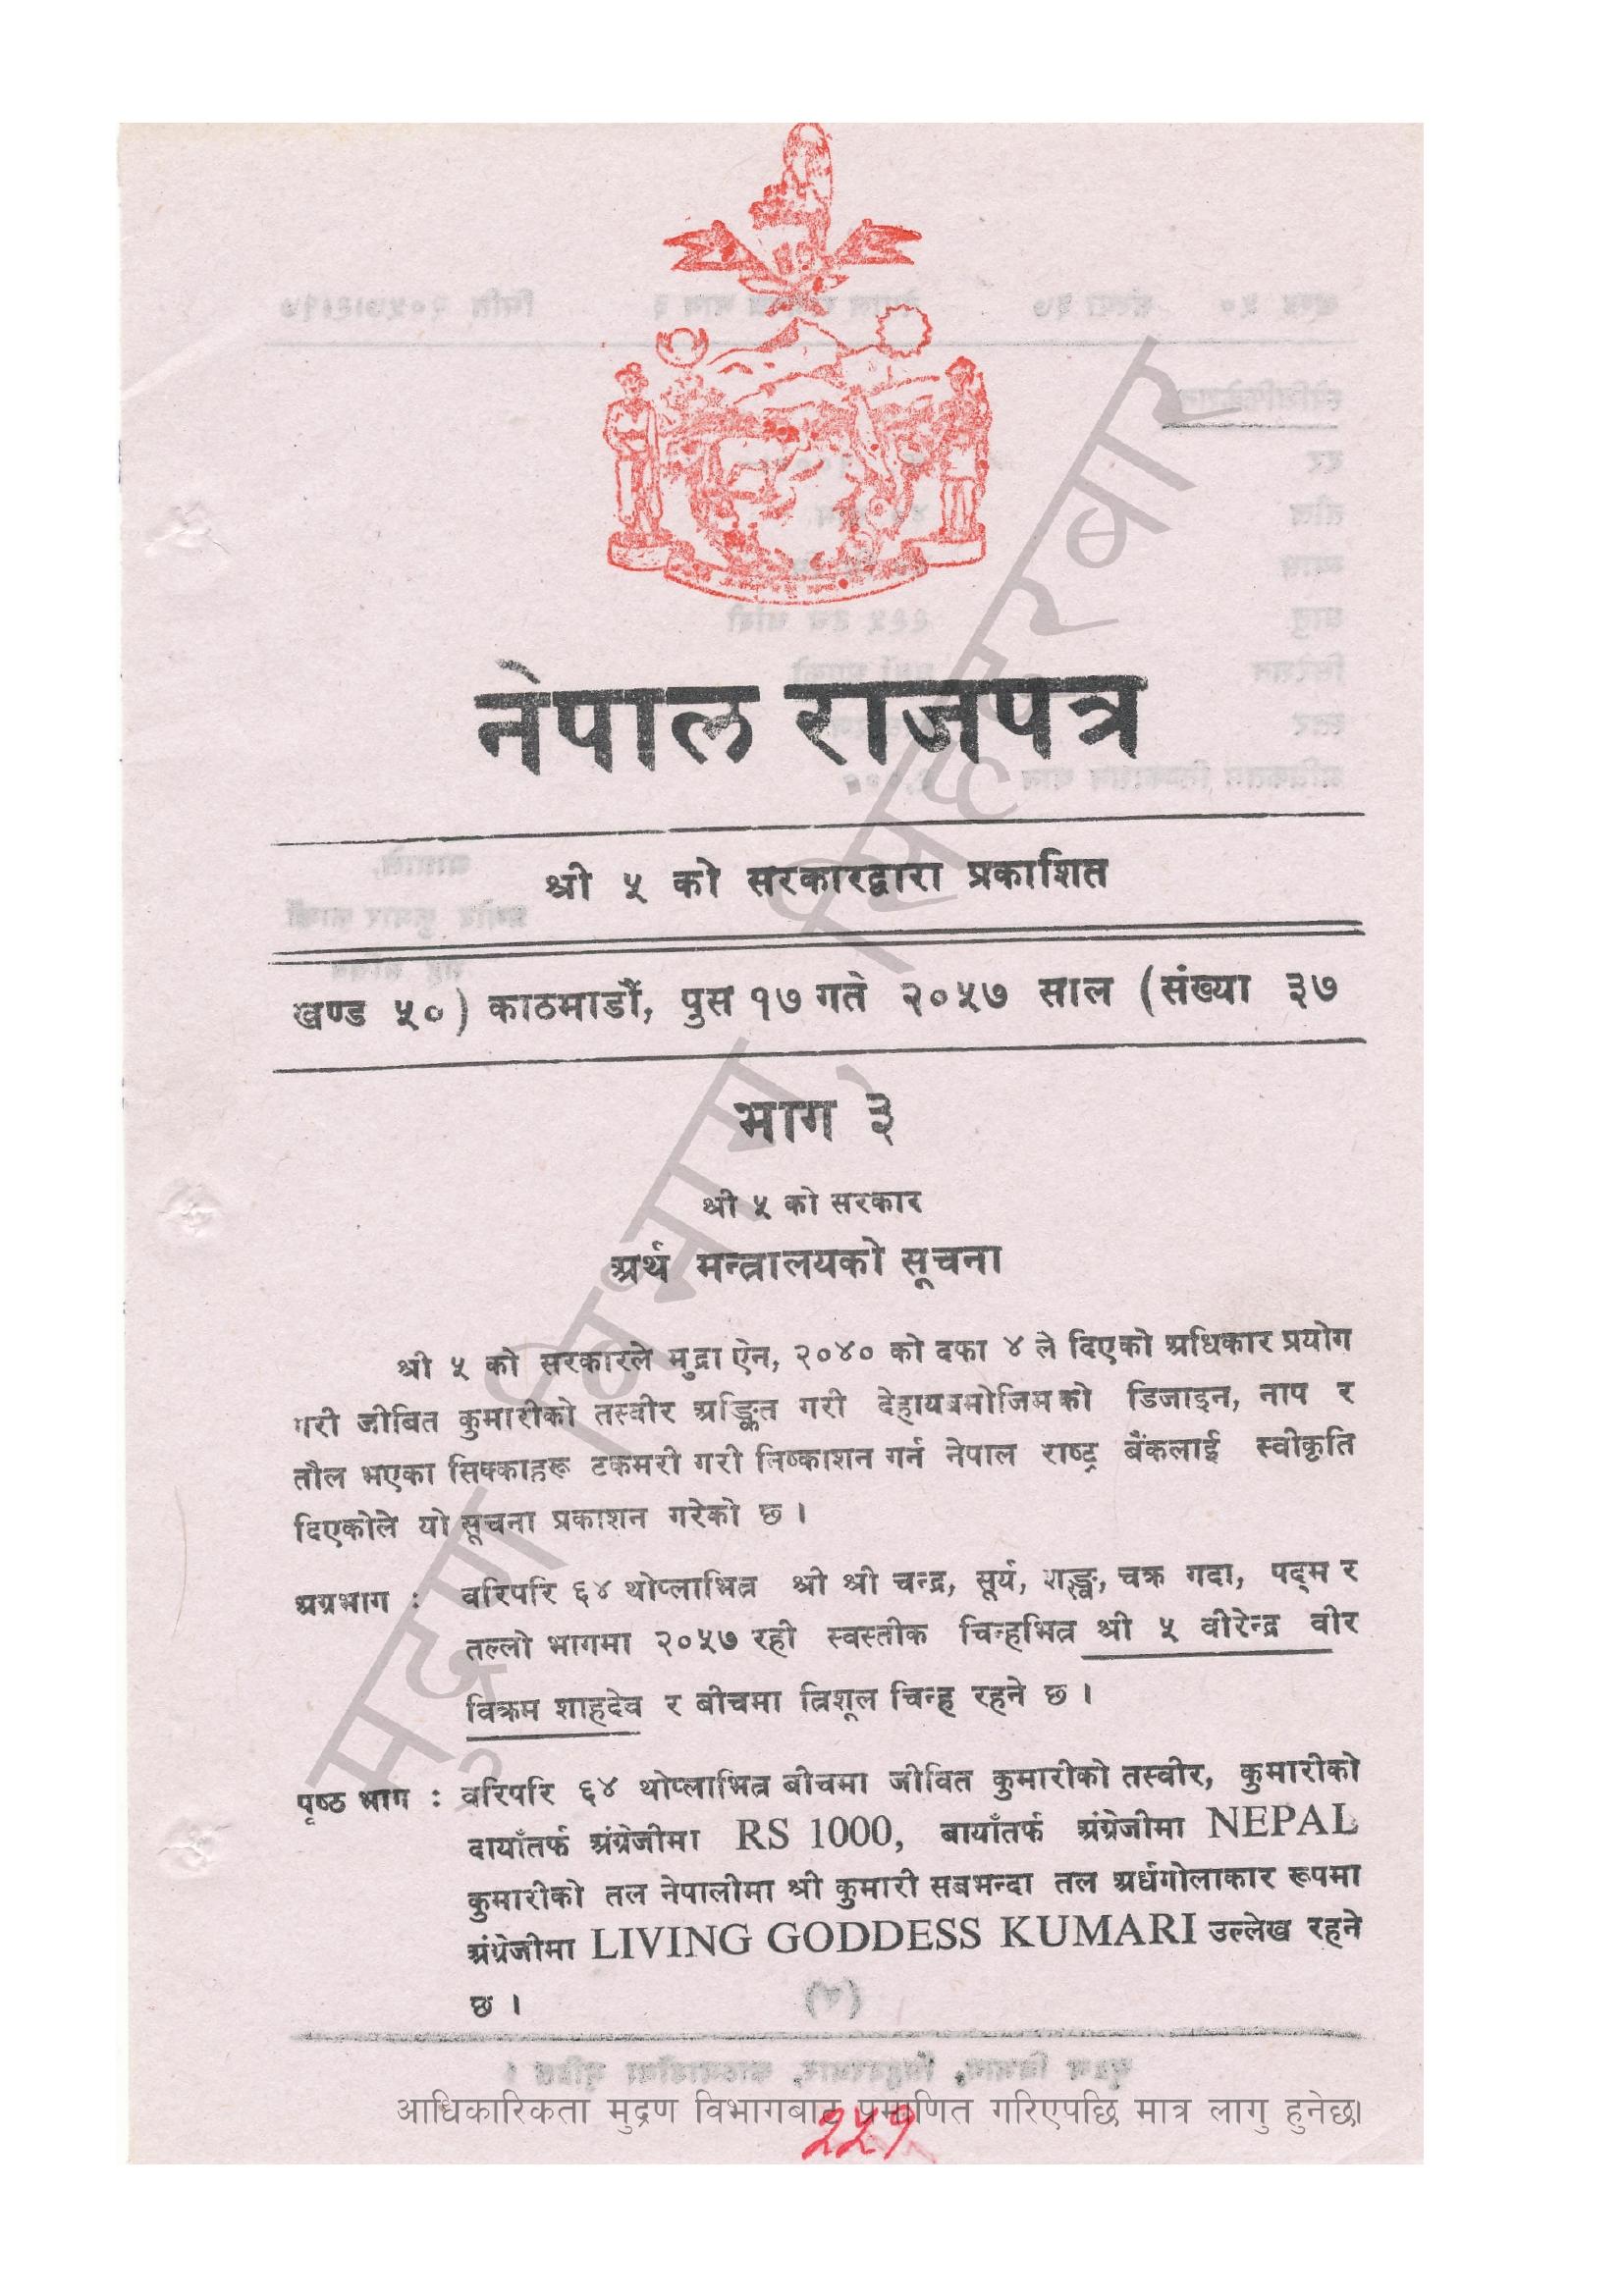 नेपाल राजपत्र
श्री ५ को सरकारद्वारा प्रकाशित
खण्ड ५०) काठमाडौं, पुस १७ गते २०५७ साल (संख्या ३७
भाग ३
श्री ५ को सरकार
अर्थ मन्त्रालयको सूचना
श्री ५ को सरकारले मुद्रा ऐन, २०४० को दफा ४ ले दिएको अधिकार प्रयोग
गरी जीबित कुमारीको तस्वीर अङ्कित गरी देहायबमोजिमको डिजाइन, नाप र
तौल भएका सिक्काहरू टकमरी गरी निष्काशन गर्न नेपाल राष्ट्र बैंकलाई स्वीकृति
दिएकोले यो सूचना प्रकाशन गरेको छ ।
अग्रभाग : वरिपरि ६४ थोप्लाभित्र श्री श्री चन्द्र, सूर्य, शङ्ख, चक्र गदा, पद्म र
तल्लो भागमा २०५७ रही स्वस्तीक चिन्हभित्र श्री ५ वीरेन्द्र वीर
विक्रम शाहदेव र बीचमा त्रिशूल चिन्ह रहने छ ।
पृष्ठ भाग : वरिपरि ६४ थोप्लाभित्र बीचमा जीवित कुमारीको तस्वीर, कुमारीको
दायाँतर्फ अंग्रेजीमा RS 1000, बायाँतर्फ अंग्रेजीमा NEPAL
कुमारीको तल नेपालीमा श्री कुमारी सबभन्दा तल अर्धगोलाकार रूपमा
अंग्रेजीमा LIVING GODDESS KUMARI उल्लेख रहने
छ ।
आधिकारिकता मुद्रण विभागबाट प्रमाणित गरिएपछि मात्र लागु हुनेछ।
२५१
मुद्रण विभाग, सिंहदरबार